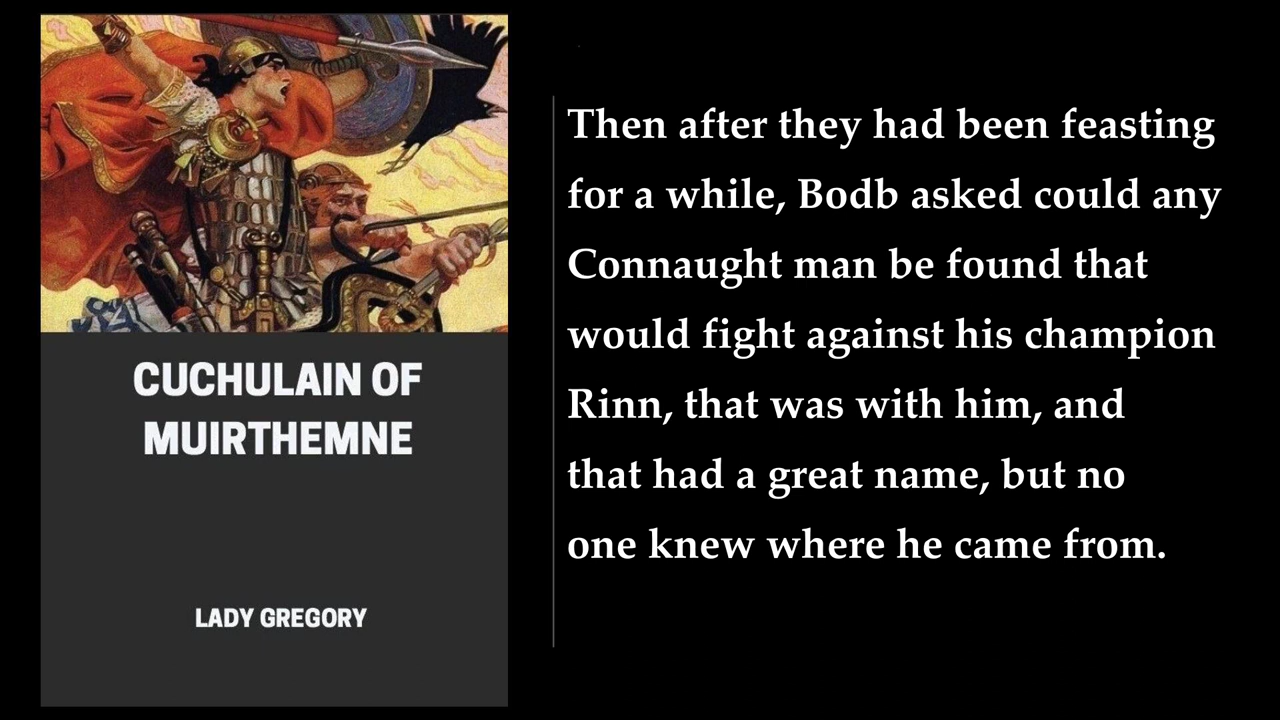 CUCHULAIN OF
MUIRTHEMNE
LADY GREGORY
Then after they had been feasting
for a while, Bodb asked could any
Connaught man be found that
would fight against his champion
Rinn, that was with him, and
that had a great name, but no
one knew where he came from.